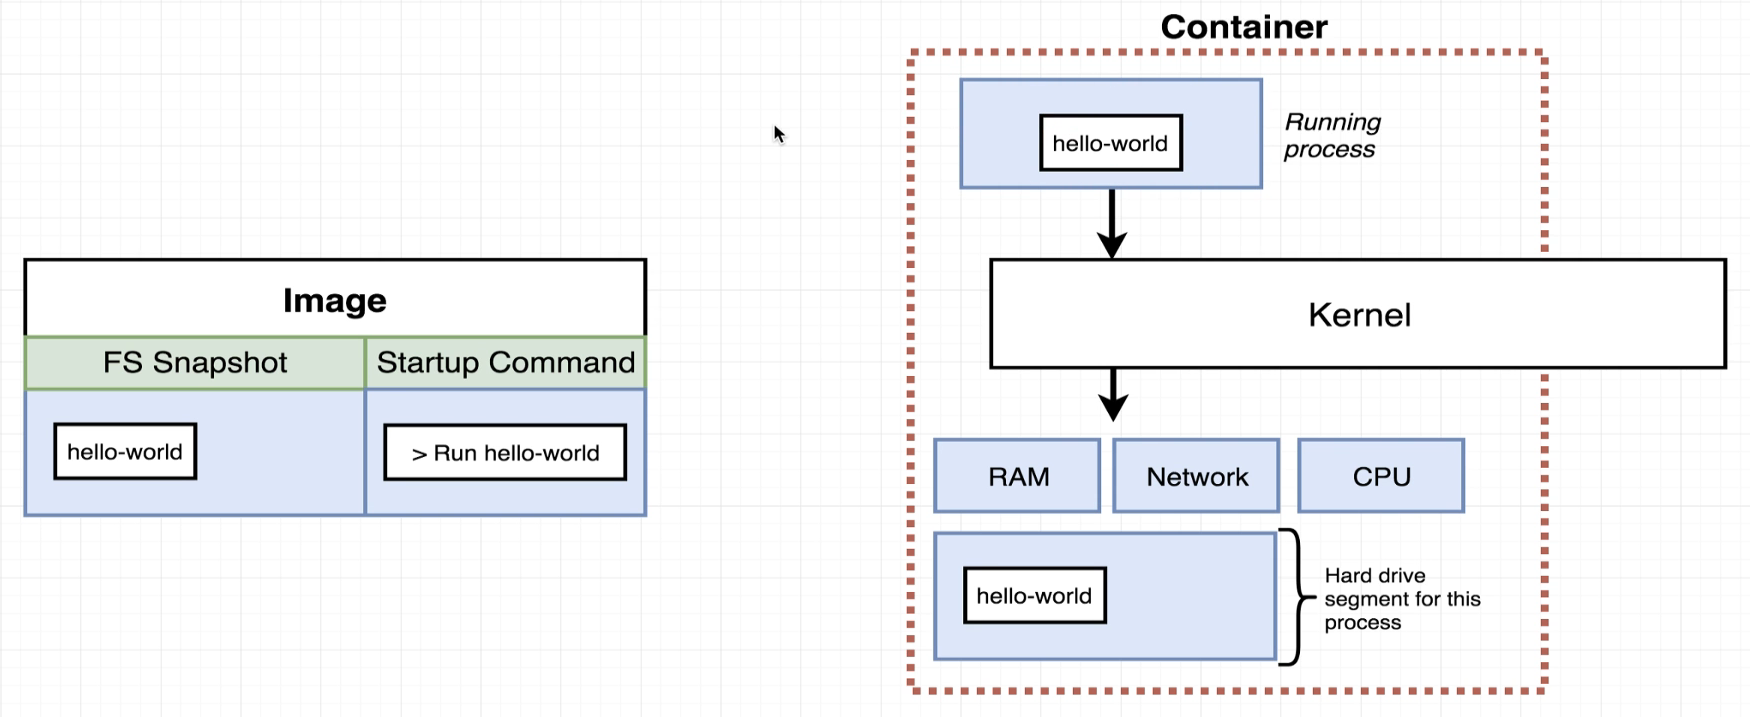 Image
FS Snapshot
Startup Command
hello-world
> Run hello-world
Container
hello-world
Running
process
Kernel
RAM
Network
CPU
hello-world
Hard drive
segment for this
process